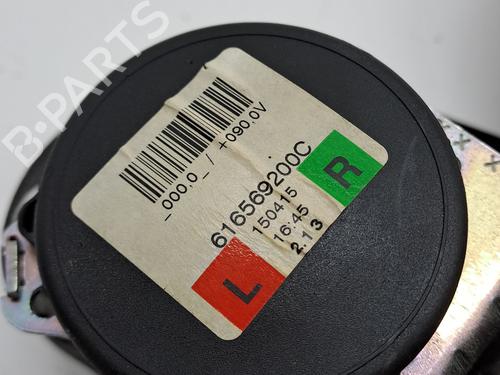 B-PARTS
_000.0_ / +090.0V
616569200C
150415
16:45
2.13
L
R